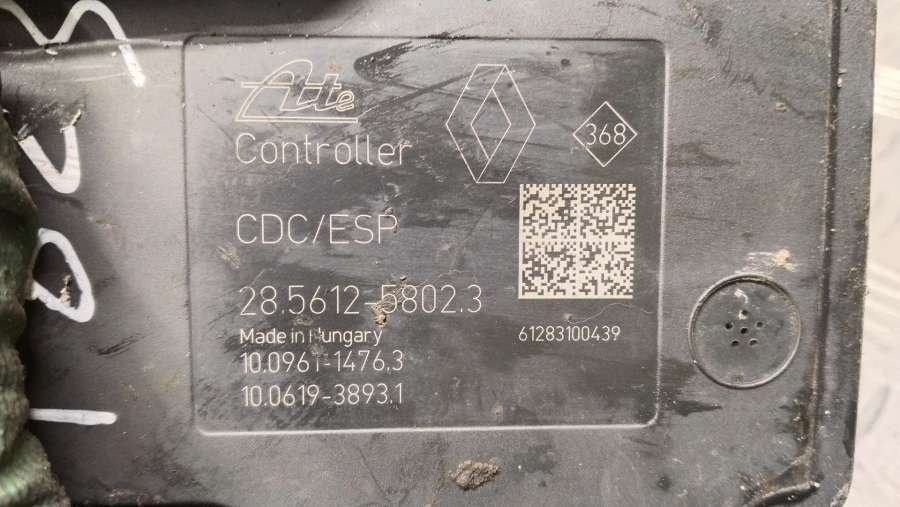 Ate
Controller
368
CDC/ESP
28.5612-5802.3
Made in Hungary
61283100439
10.0961-1476.3
10.0619-3893.1